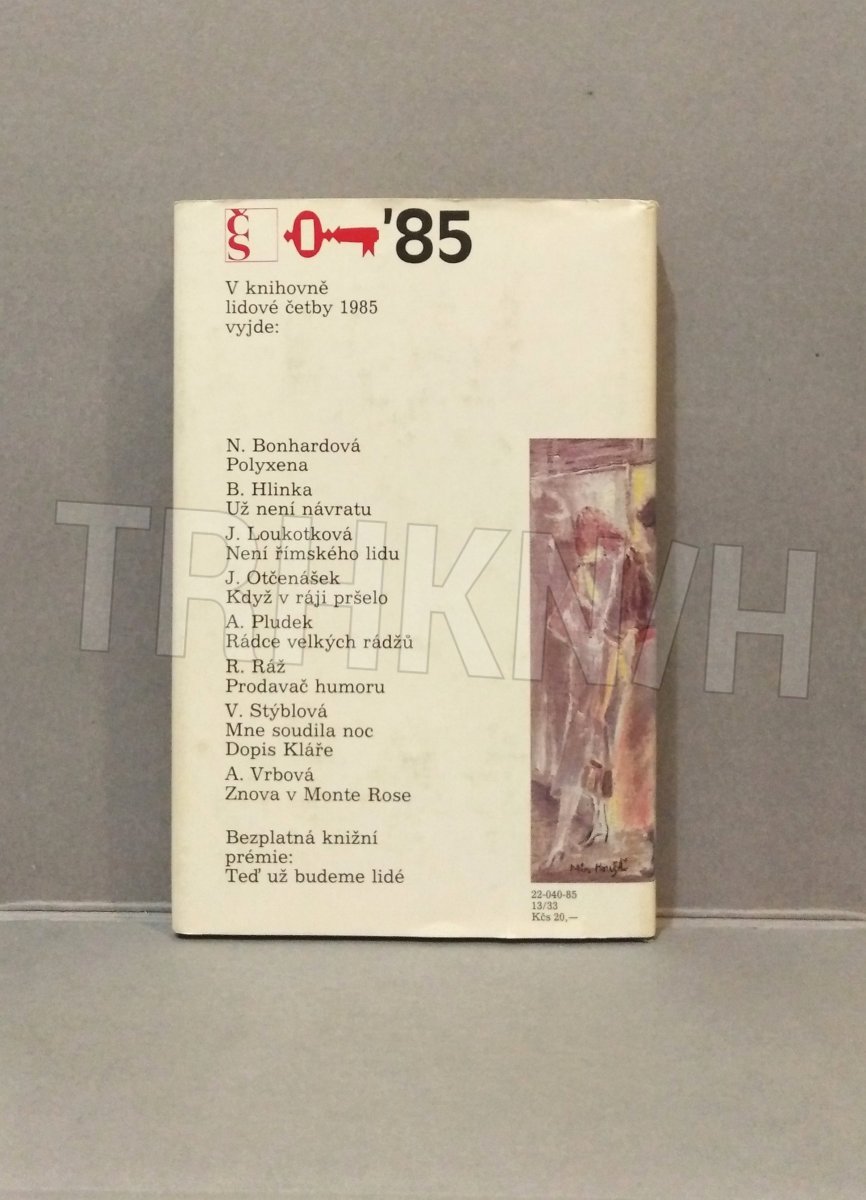 ČS
'85
V knihovně
lidové četby 1985
vyjde:
N. Bonhardová
Polyxena
B. Hlinka
Už není návratu
J. Loukotková
Není římského lidu
J. Otčenášek
Když v ráji pršelo
A. Pludek
Rádce velkých rádžů
R. Ráž
Prodavač humoru
V. Stýblová
Mne soudila noc
Dopis Kláře
A. Vrbová
Znova v Monte Rose
Bezplatná knižní
prémie:
Teď už budeme lidé
22-040-85
13/33
Kčs 20,—
TRHKNIH